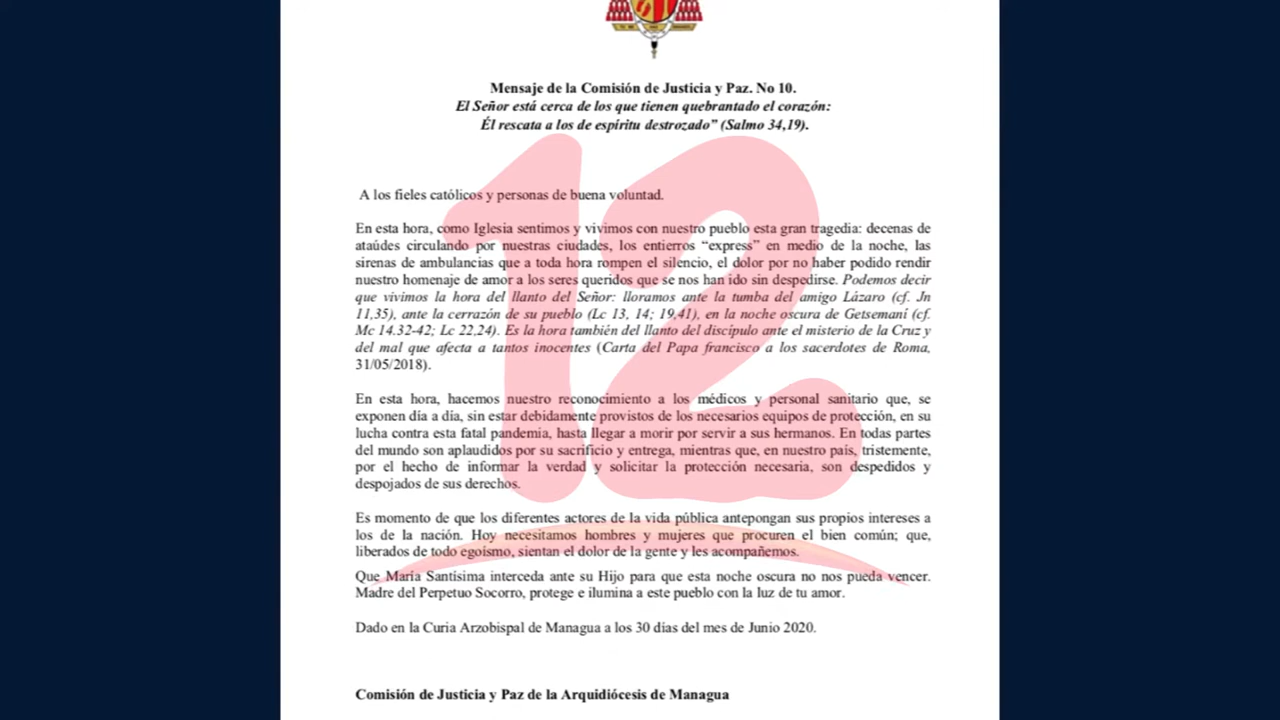 Mensaje de la Comisión de Justicia y Paz. No 10.
El Señor está cerca de los que tienen quebrantado el corazón:
Él rescata a los de espíritu destrozado” (Salmo 34,19).
A los fieles católicos y personas de buena voluntad.
En esta hora, como Iglesia sentimos y vivimos con nuestro pueblo esta gran tragedia: decenas de
ataúdes circulando por nuestras ciudades, los entierros “express” en medio de la noche, las
sirenas de ambulancias que a toda hora rompen el silencio, el dolor por no haber podido rendir
nuestro homenaje de amor a los seres queridos que se nos han ido sin despedirse. Podemos decir
que vivimos la hora del llanto del Señor: lloramos ante la tumba del amigo Lázaro (cf. Jn
11,35), ante la cerrazón de su pueblo (Lc 13, 14; 19,41), en la noche oscura de Getsemaní (cf.
Mc 14.32-42; Lc 22,24). Es la hora también del llanto del discípulo ante el misterio de la Cruz y
del mal que afecta a tantos inocentes (Carta del Papa francisco a los sacerdotes de Roma,
31/05/2018).
En esta hora, hacemos nuestro reconocimiento a los médicos y personal sanitario que, se
exponen día a día, sin estar debidamente provistos de los necesarios equipos de protección, en su
lucha contra esta fatal pandemia, hasta llegar a morir por servir a sus hermanos. En todas partes
del mundo son aplaudidos por su sacrificio y entrega, mientras que, en nuestro país, tristemente,
por el hecho de informar la verdad y solicitar la protección necesaria, son despedidos y
despojados de sus derechos.
Es momento de que los diferentes actores de la vida pública antepongan sus propios intereses a
los de la nación. Hoy necesitamos hombres y mujeres que procuren el bien común; que,
liberados de todo egoísmo, sientan el dolor de la gente y les acompañemos.
Que María Santísima interceda ante su Hijo para que esta noche oscura no nos pueda vencer.
Madre del Perpetuo Socorro, protege e ilumina a este pueblo con la luz de tu amor.
Dado en la Curia Arzobispal de Managua a los 30 días del mes de Junio 2020.
Comisión de Justicia y Paz de la Arquidiócesis de Managua
12